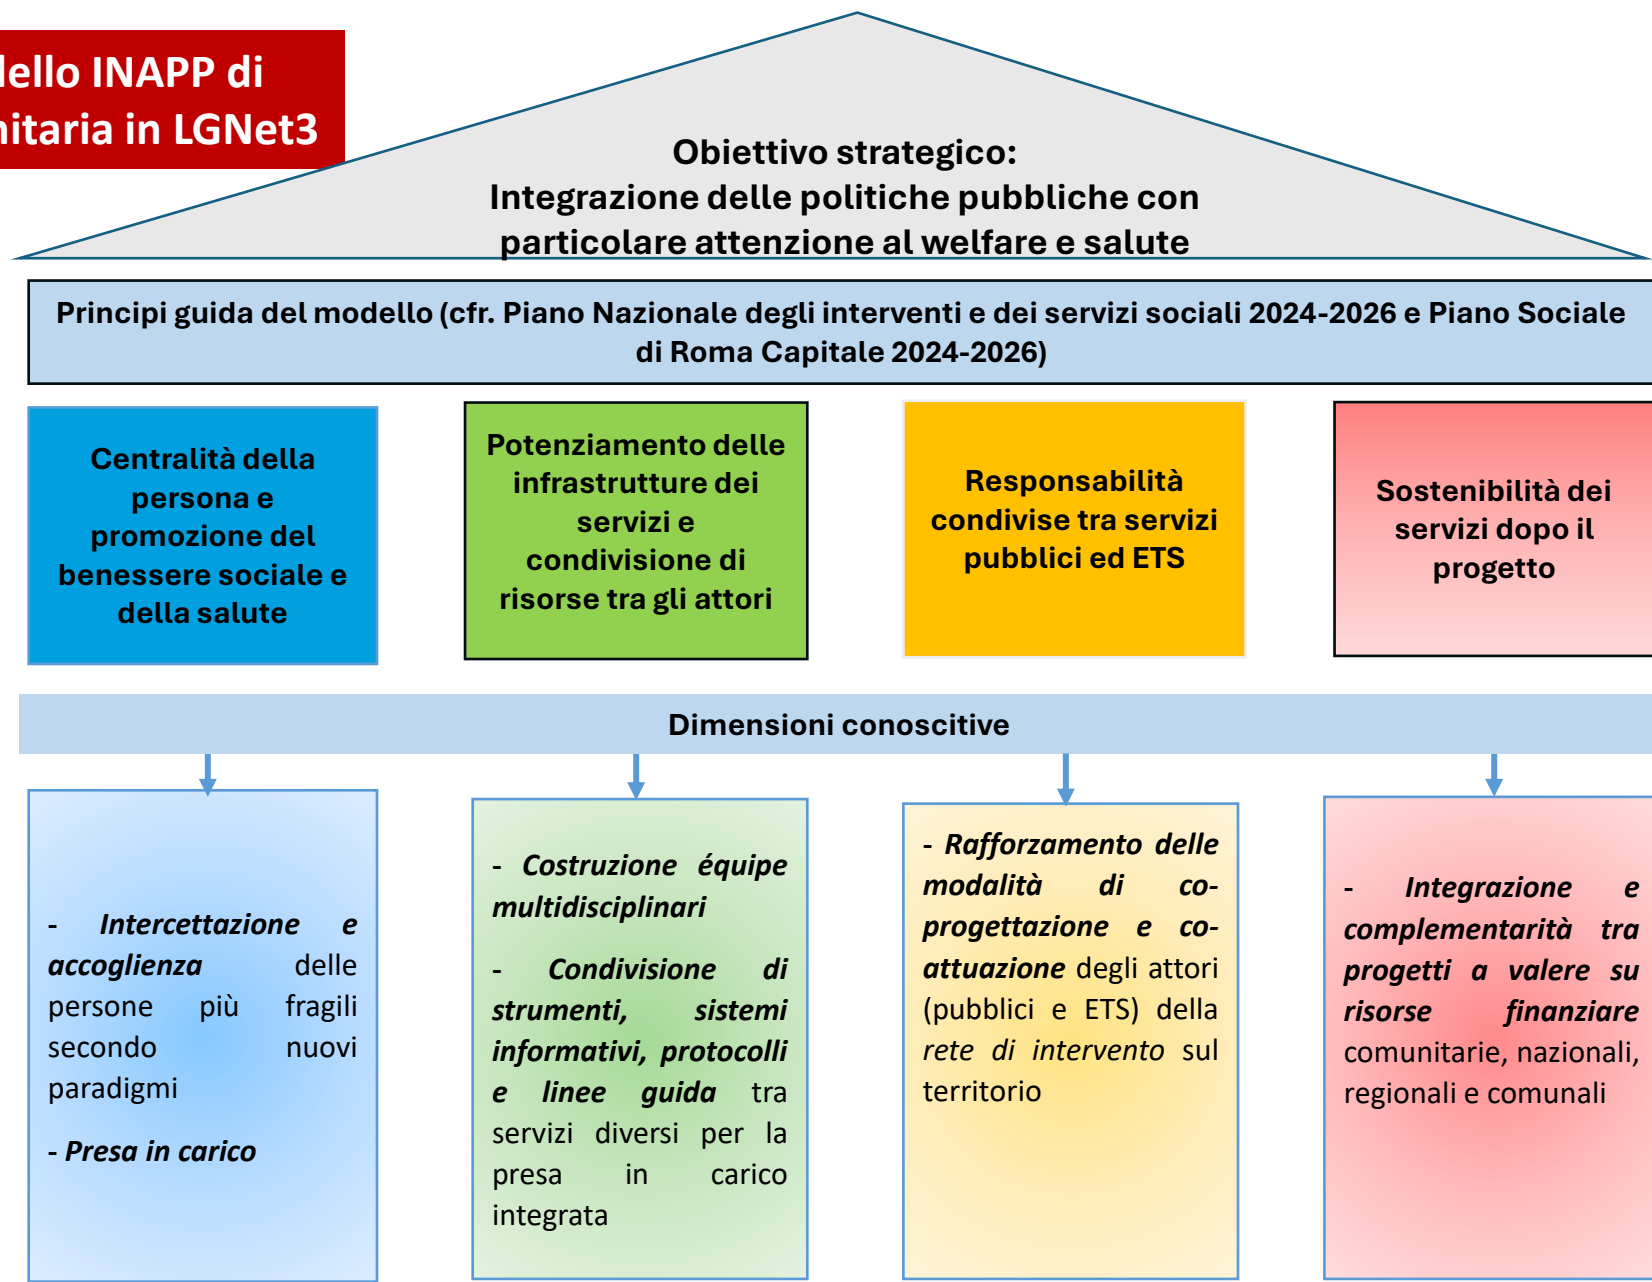 dello INAPP di
nitaria in LGNet3
Obiettivo strategico:
Integrazione delle politiche pubbliche con
particolare attenzione al welfare e salute
Principi guida del modello (cfr. Piano Nazionale degli interventi e dei servizi sociali 2024-2026 e Piano Sociale
di Roma Capitale 2024-2026)
Centralità della
persona e
promozione del
benessere sociale e
della salute
Potenziamento delle
infrastrutture dei
servizi e
condivisione di
risorse tra gli attori
Responsabilità
condivise tra servizi
pubblici ed ETS
Sostenibilità dei
servizi dopo il
progetto
Dimensioni conoscitive
- Intercettazione e
accoglienza delle
persone più fragili
secondo nuovi
paradigmi
- Presa in carico
- Costruzione équipe
multidisciplinari
- Condivisione di
strumenti, sistemi
informativi, protocolli
e linee guida tra
servizi diversi per la
presa in carico
integrata
- Rafforzamento delle
modalità di co-
progettazione e co-
attuazione degli attori
(pubblici e ETS) della
rete di intervento sul
territorio
- Integrazione e
complementarità tra
progetti a valere su
risorse finanziare
comunitarie, nazionali,
regionali e comunali